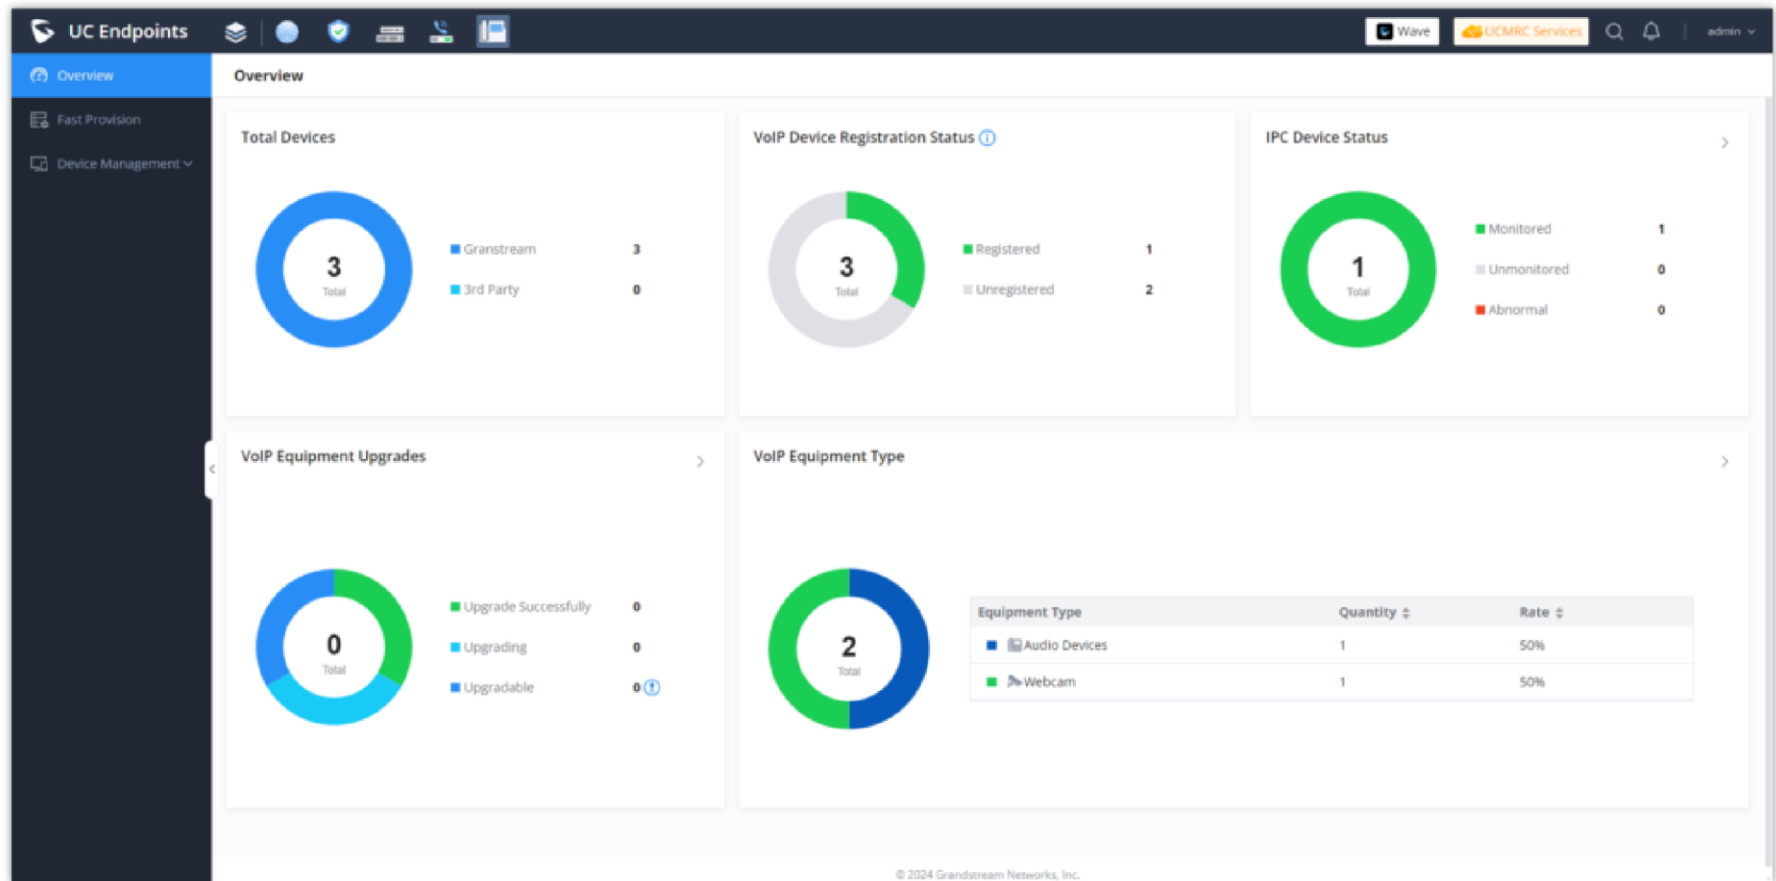 UC Endpoints
Wave
UCMRC Services
admin
Overview
Fast Provision
Device Management
Overview
Total Devices
3
Total
Granstream 3
3rd Party 0
VoIP Device Registration Status
3
Total
Registered 1
Unregistered 2
IPC Device Status
1
Total
Monitored 1
Unmonitored 0
Abnormal 0
VoIP Equipment Upgrades
0
Total
Upgrade Successfully 0
Upgrading 0
Upgradable 0
VoIP Equipment Type
2
Total
Equipment Type Quantity Rate
Audio Devices 1 50%
Webcam 1 50%
© 2024 Grandstream Networks, Inc.